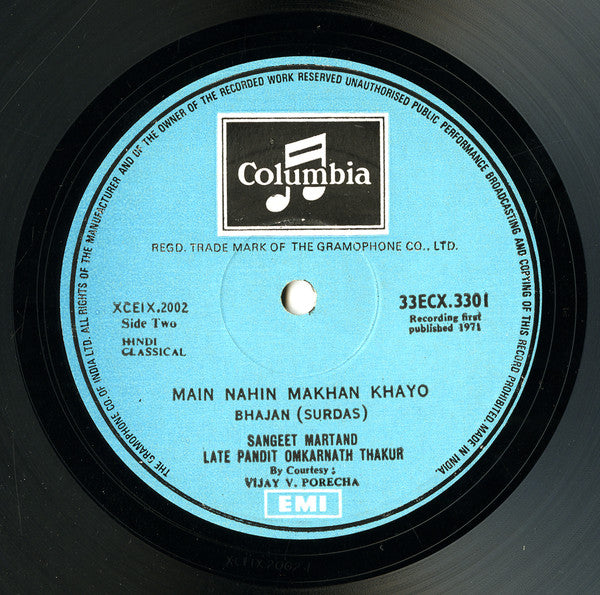 THE GRAMOPHONE CO. OF INDIA LTD. ALL RIGHTS OF THE MANUFACTURER AND OF THE OWNER OF THE RECORDED WORK RESERVED UNAUTHORISED PUBLIC PERFORMANCE BROADCASTING AND COPYING OF THIS RECORD PROHIBITED. MADE IN INDIA.
Columbia
REGD. TRADE MARK OF THE GRAMOPHONE CO., LTD.
XCEIX.2002
Side Two
HINDI
CLASSICAL
33ECX.3301
Recording first
published 1971
MAIN NAHIN MAKHAN KHAYO
BHAJAN (SURDAS)
SANGEET MARTAND
LATE PANDIT OMKARNATH THAKUR
By Courtesy :
VIJAY V. PORECHA
EMI